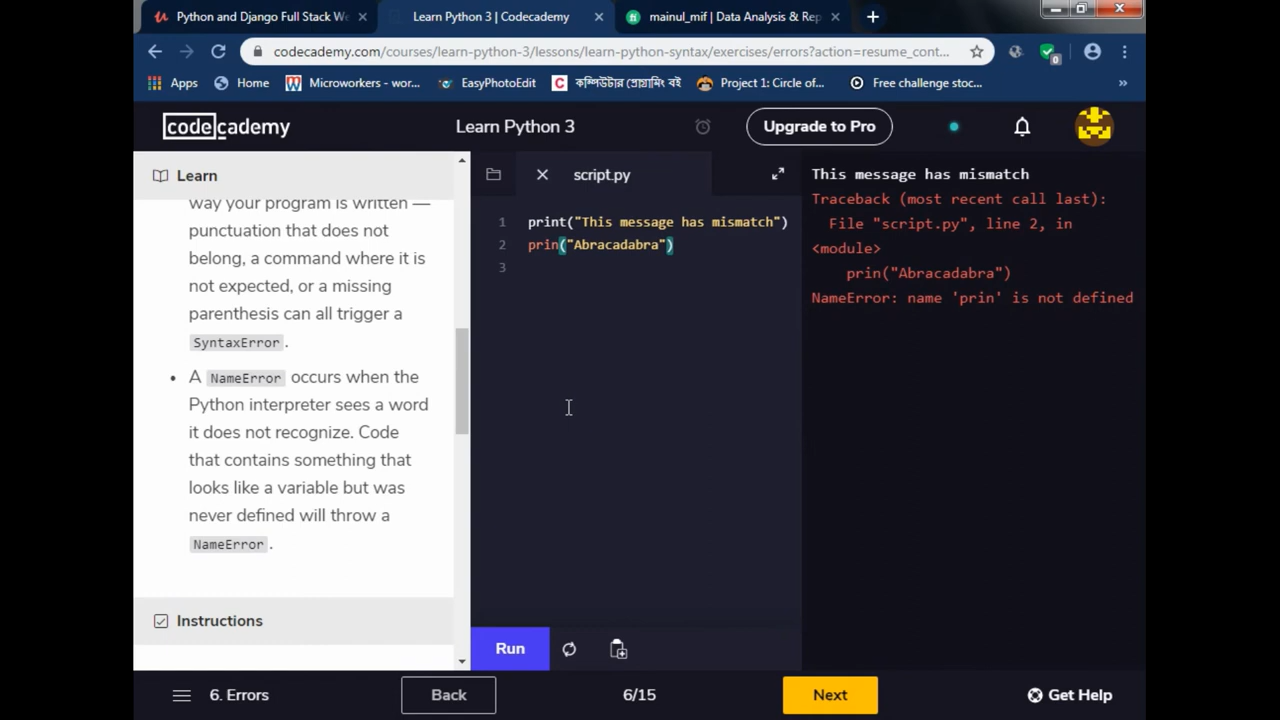 Python and Django Full Stack We
Learn Python 3 | Codecademy
mainul_mif | Data Analysis & Rep
codecademy.com/courses/learn-python-3/lessons/learn-python-syntax/exercises/errors?action=resume_cont...
0
Apps
Home
Microworkers - wor...
EasyPhotoEdit
C
কম্পিউটার প্রোগ্রামিং বই
Project 1: Circle of...
Free challenge stoc...
»
codecademy
Learn Python 3
Upgrade to Pro
Learn
way your program is written —
punctuation that does not
belong, a command where it is
not expected, or a missing
parenthesis can all trigger a
SyntaxError.
• A NameError occurs when the
Python interpreter sees a word
it does not recognize. Code
that contains something that
looks like a variable but was
never defined will throw a
NameError.
Instructions
script.py
1 print("This message has mismatch")
2 prin("Abracadabra")
3
Run
This message has mismatch
Traceback (most recent call last):
File "script.py", line 2, in
<module>
prin("Abracadabra")
NameError: name 'prin' is not defined
6. Errors
Back
6/15
Next
Get Help